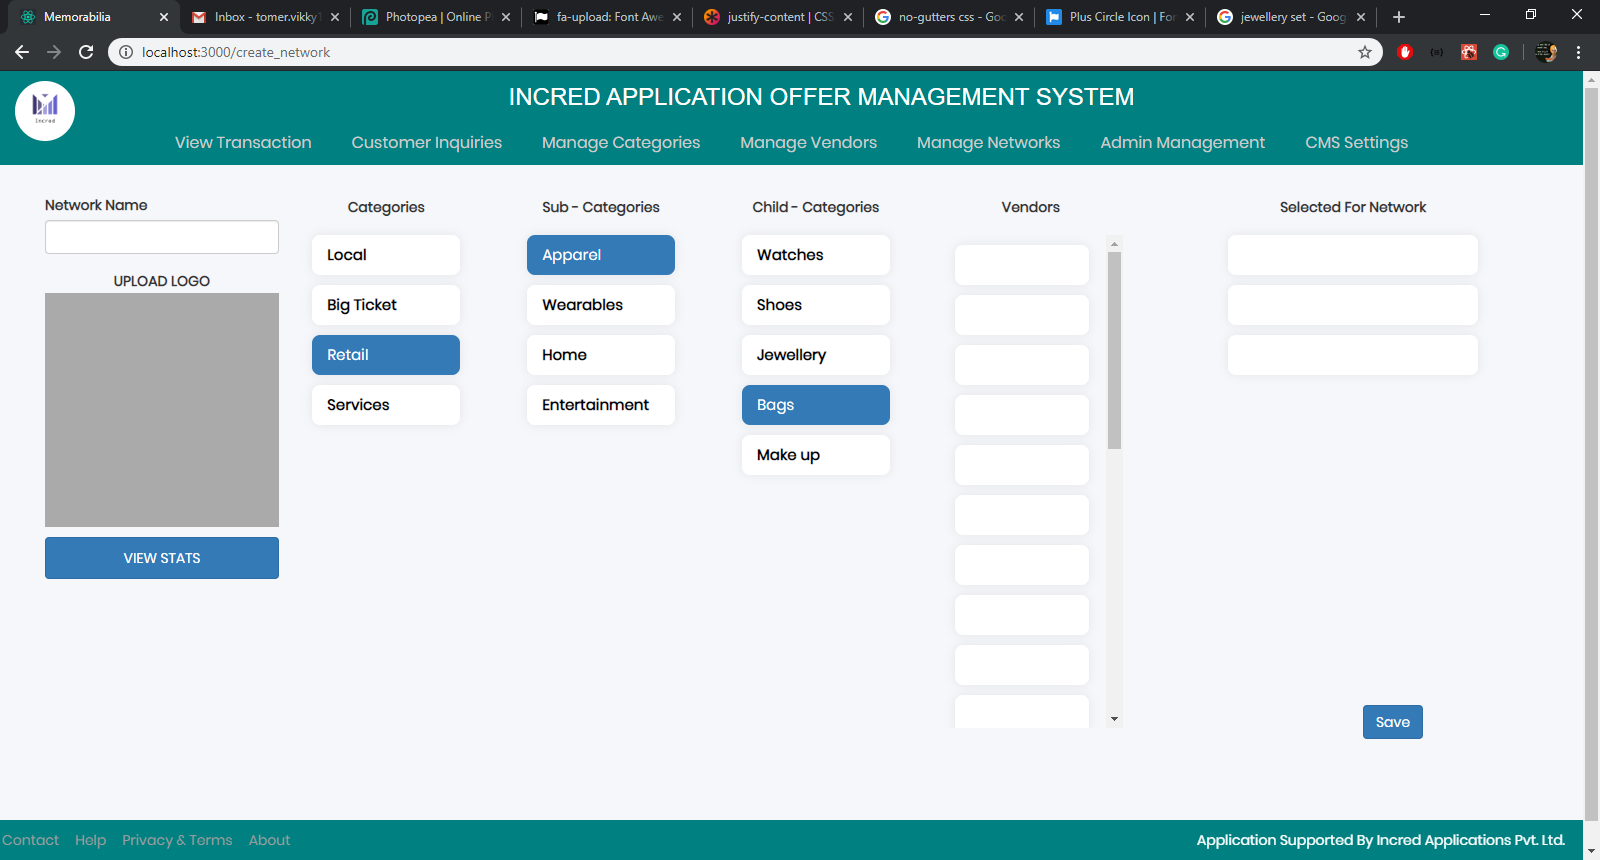 Memorabilia
Inbox - tomer.vikky1
Photopea | Online P
fa-upload: Font Awe
justify-content | CSS
no-gutters css - Goo
Plus Circle Icon | Fon
jewellery set - Goog
localhost:3000/create_network
Incred
INCRED APPLICATION OFFER MANAGEMENT SYSTEM
View Transaction Customer Inquiries Manage Categories Manage Vendors Manage Networks Admin Management CMS Settings
Network Name
UPLOAD LOGO
VIEW STATS
Categories
Local
Big Ticket
Retail
Services
Sub - Categories
Apparel
Wearables
Home
Entertainment
Child - Categories
Watches
Shoes
Jewellery
Bags
Make up
Vendors
Selected For Network
Save
Contact Help Privacy & Terms About
Application Supported By Incred Applications Pvt. Ltd.